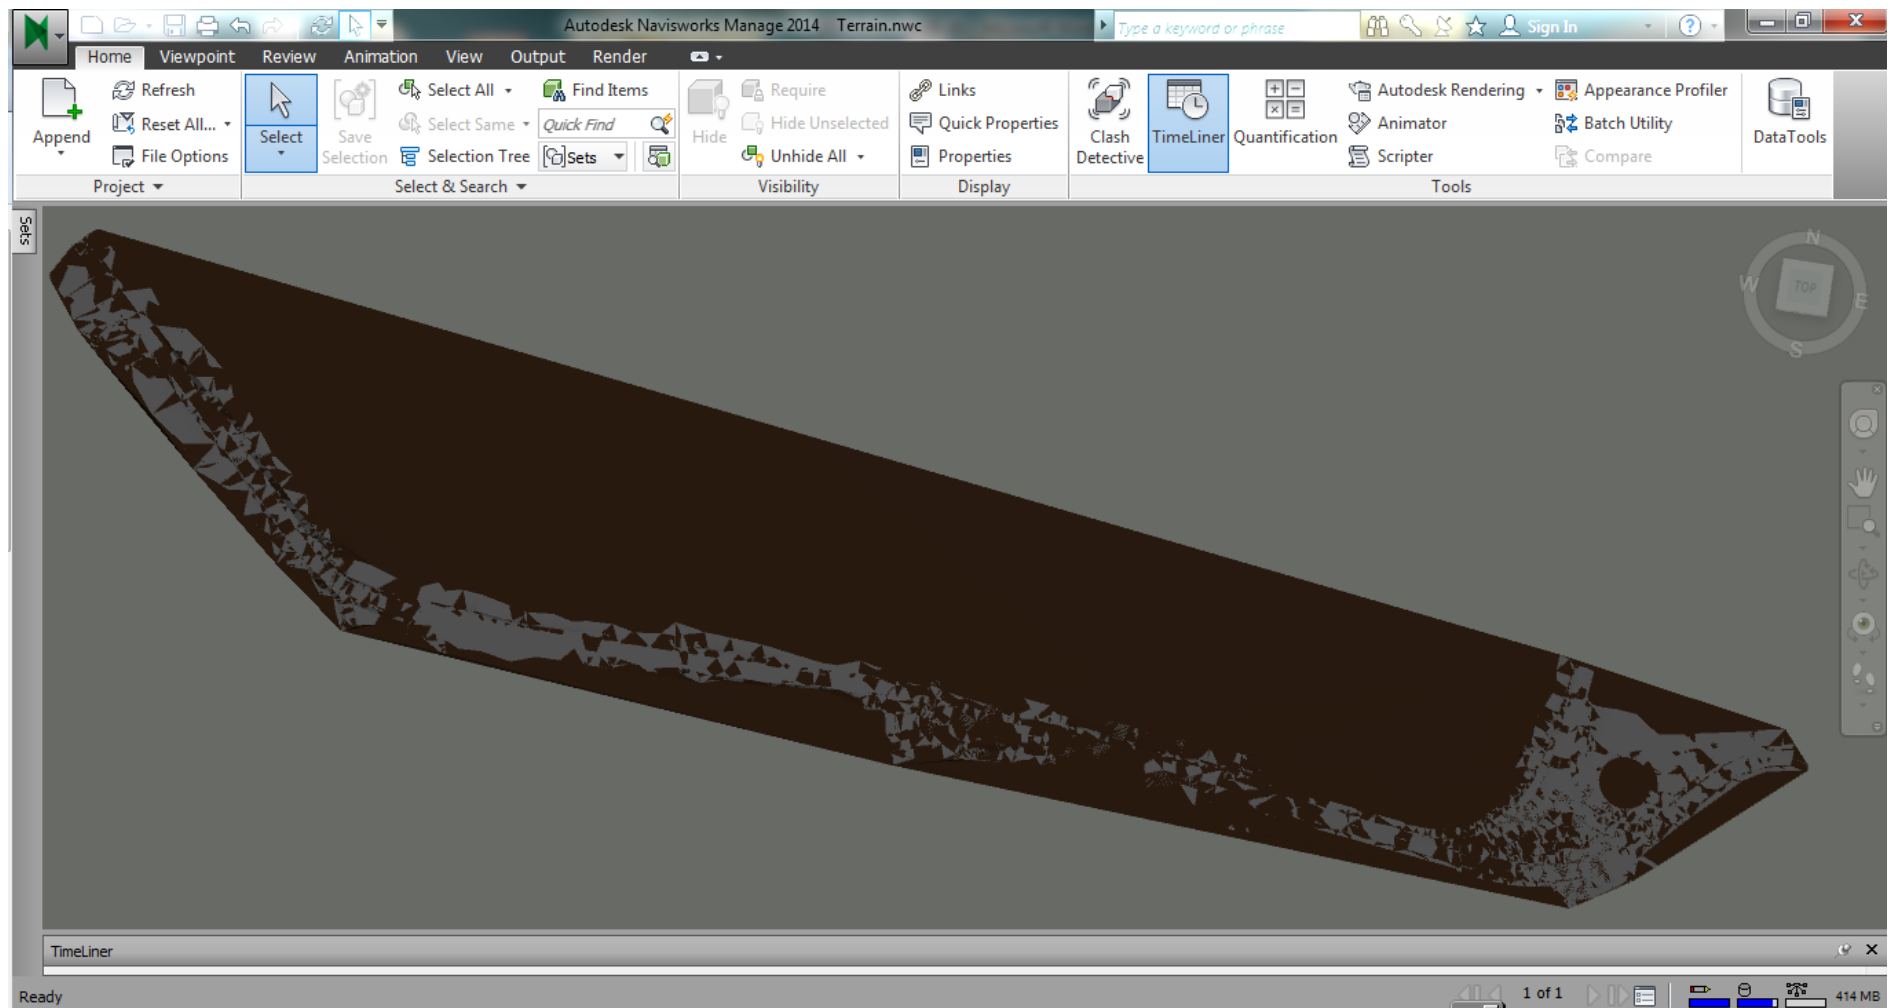 Autodesk Navisworks Manage 2014 Terrain.nwc
Type a keyword or phrase
Sign In
Home Viewpoint Review Animation View Output Render
Append
Refresh
Reset All...
File Options
Project
Select
Save Selection
Select All
Select Same
Selection Tree
Find Items
Quick Find
Sets
Select & Search
Hide
Require
Hide Unselected
Unhide All
Visibility
Links
Quick Properties
Properties
Display
Clash Detective
TimeLiner
Quantification
Autodesk Rendering
Animator
Scripter
Appearance Profiler
Batch Utility
Compare
Tools
DataTools
Sets
N
W
TOP
E
S
TimeLiner
Ready
1 of 1
414 MB